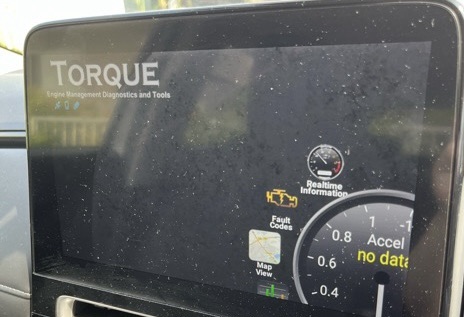 TORQUE
Engine Management Diagnostics and Tools
Realtime
Information
Fault
Codes
Map
View
1
0.8
Accel
no data
0.6
0.4